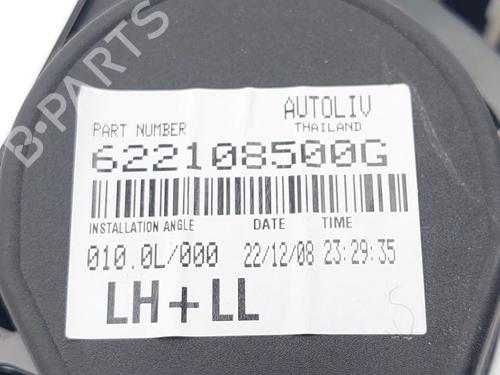 B-PARTS
AUTOLIV
THAILAND
PART NUMBER
622108500G
INSTALLATION ANGLE DATE TIME
010.0L/000 22/12/08 23:29:35
LH+LL